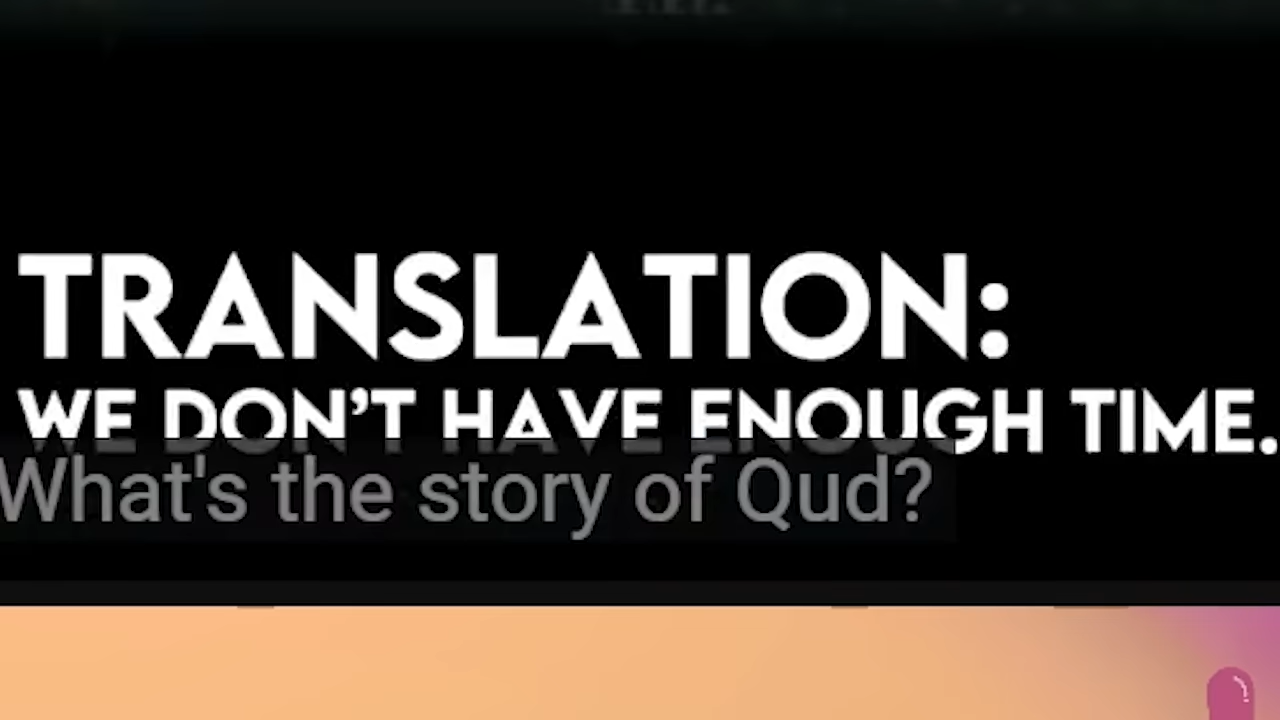 TRANSLATION:
WE DON'T HAVE ENOUGH TIME.
What's the story of Qud?